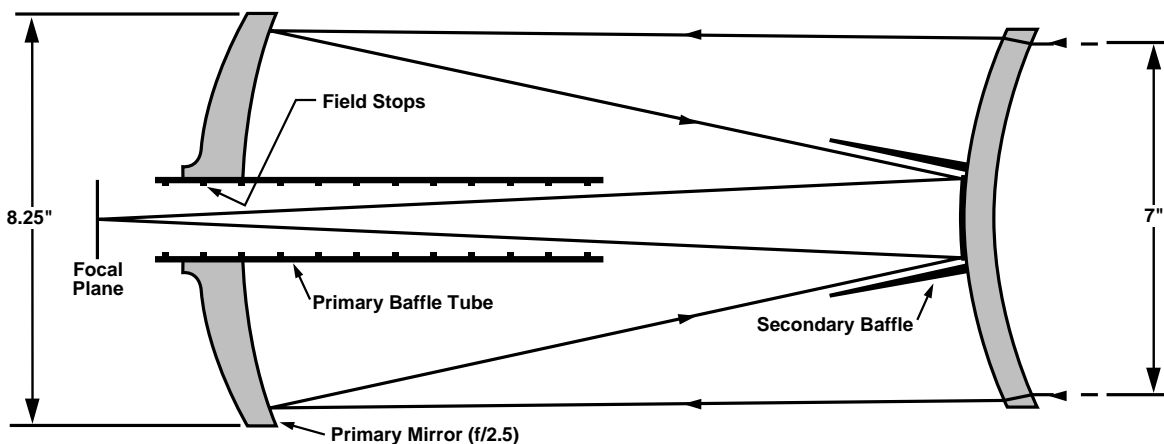 Field Stops
8.25"
7"
Focal
Plane
Primary Baffle Tube
Secondary Baffle
Primary Mirror (f/2.5)